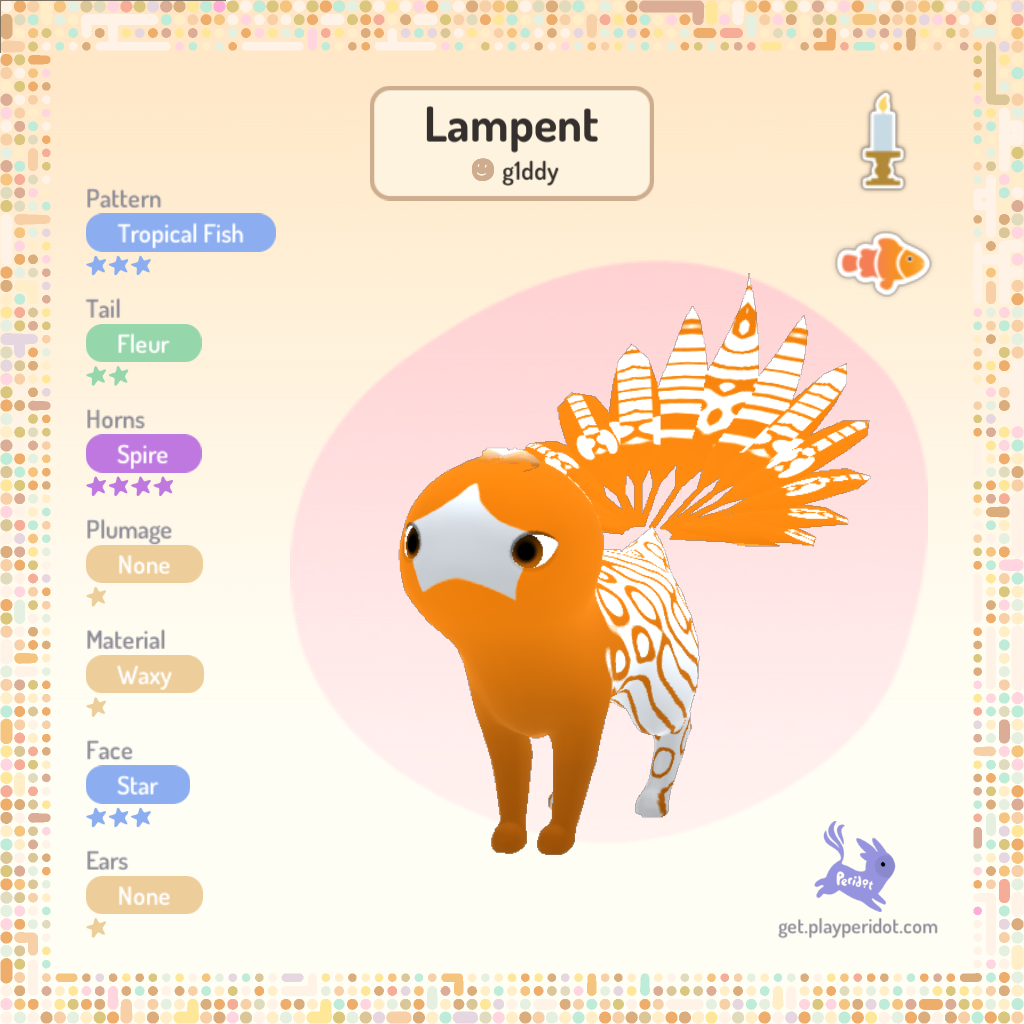 Lampent
g1ddy
Pattern
Tropical Fish
Tail
Fleur
Horns
Spire
Plumage
None
Material
Waxy
Face
Star
Ears
None
Peridot
get.playperidot.com